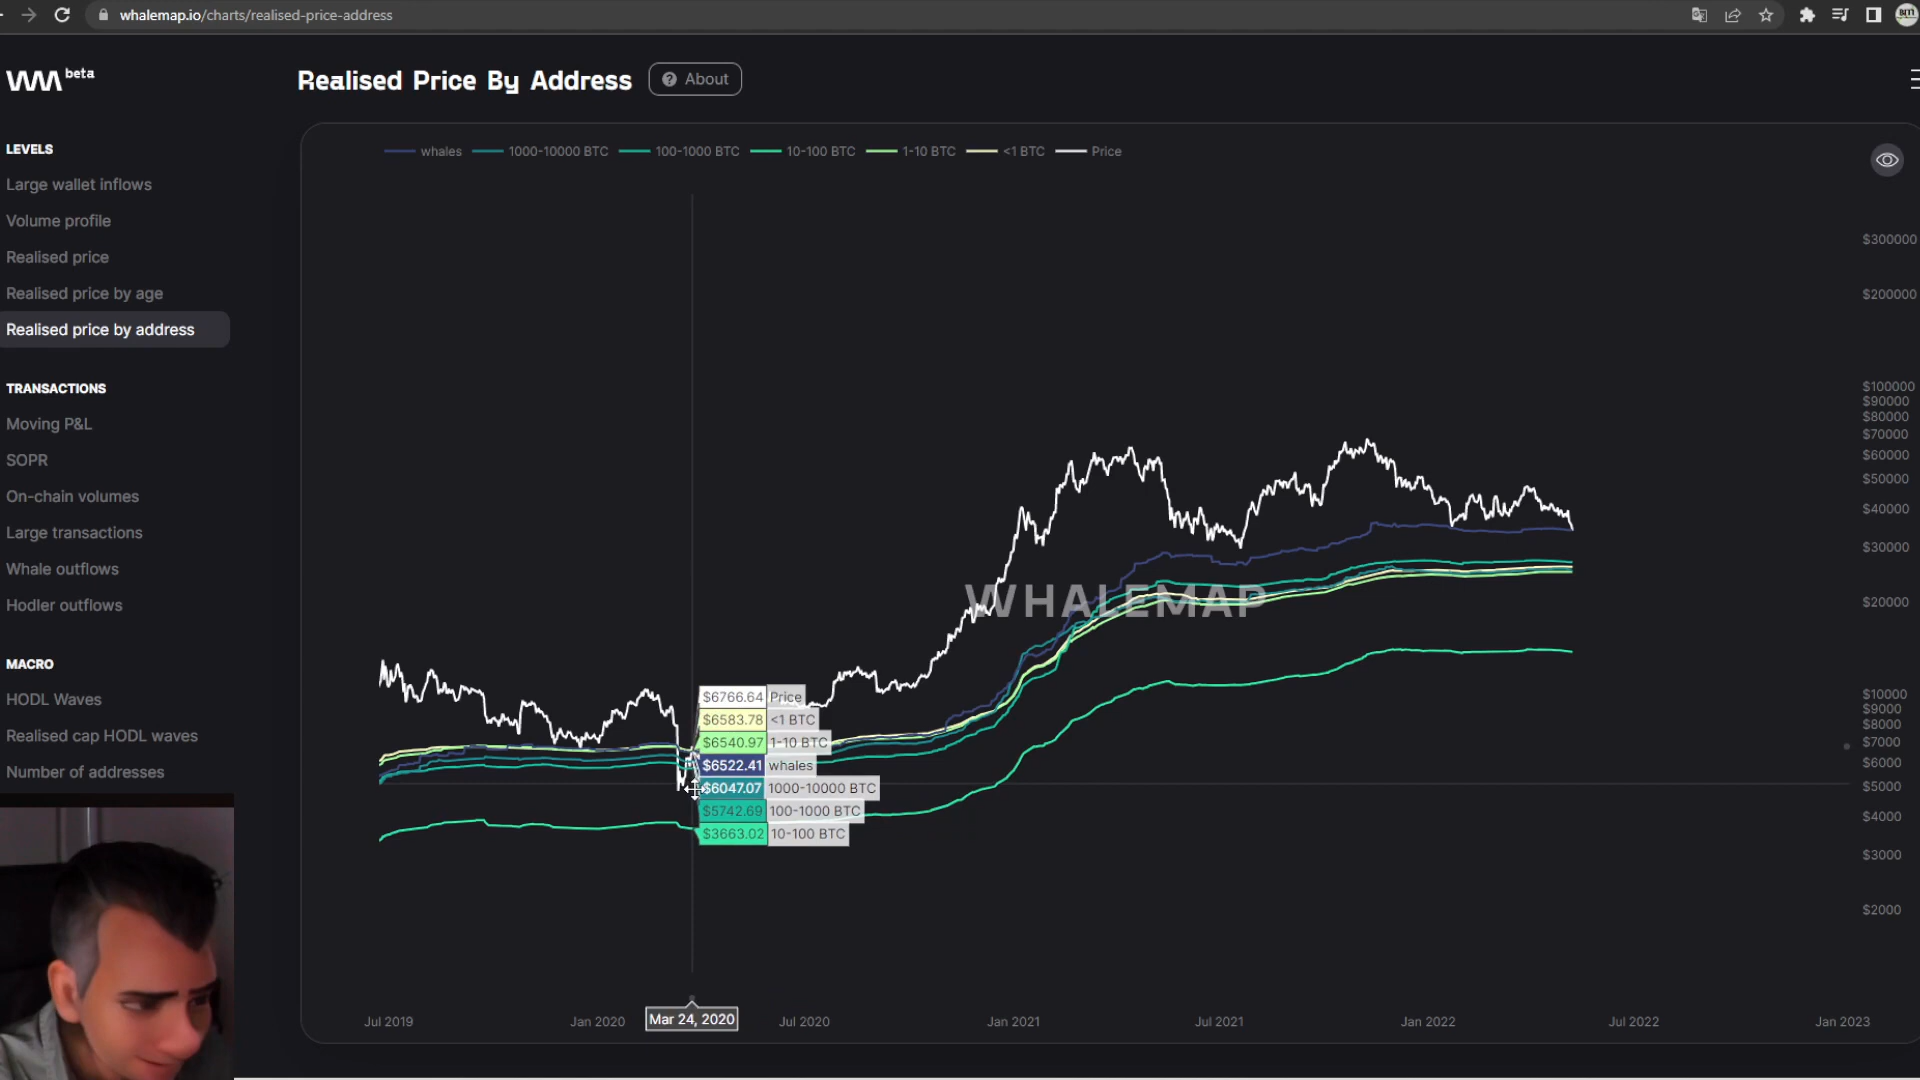 whalemap.io/charts/realised-price-address
WM beta
Realised Price By Address
? About
LEVELS
Large wallet inflows
Volume profile
Realised price
Realised price by age
Realised price by address
TRANSACTIONS
Moving P&L
SOPR
On-chain volumes
Large transactions
Whale outflows
Hodler outflows
MACRO
HODL Waves
Realised cap HODL waves
Number of addresses
whales 1000-10000 BTC 100-1000 BTC 10-100 BTC 1-10 BTC <1 BTC Price
$300000
$200000
$100000
$90000
$80000
$70000
$60000
$50000
$40000
$30000
$20000
$10000
$9000
$8000
$7000
$6000
$5000
$4000
$3000
$2000
WHALEMAP
$6766.64 Price
$6583.78 <1 BTC
$6540.97 1-10 BTC
$6522.41 whales
$6047.07 1000-10000 BTC
$5742.69 100-1000 BTC
$3663.02 10-100 BTC
Jul 2019 Jan 2020 Mar 24, 2020 Jul 2020 Jan 2021 Jul 2021 Jan 2022 Jul 2022 Jan 2023